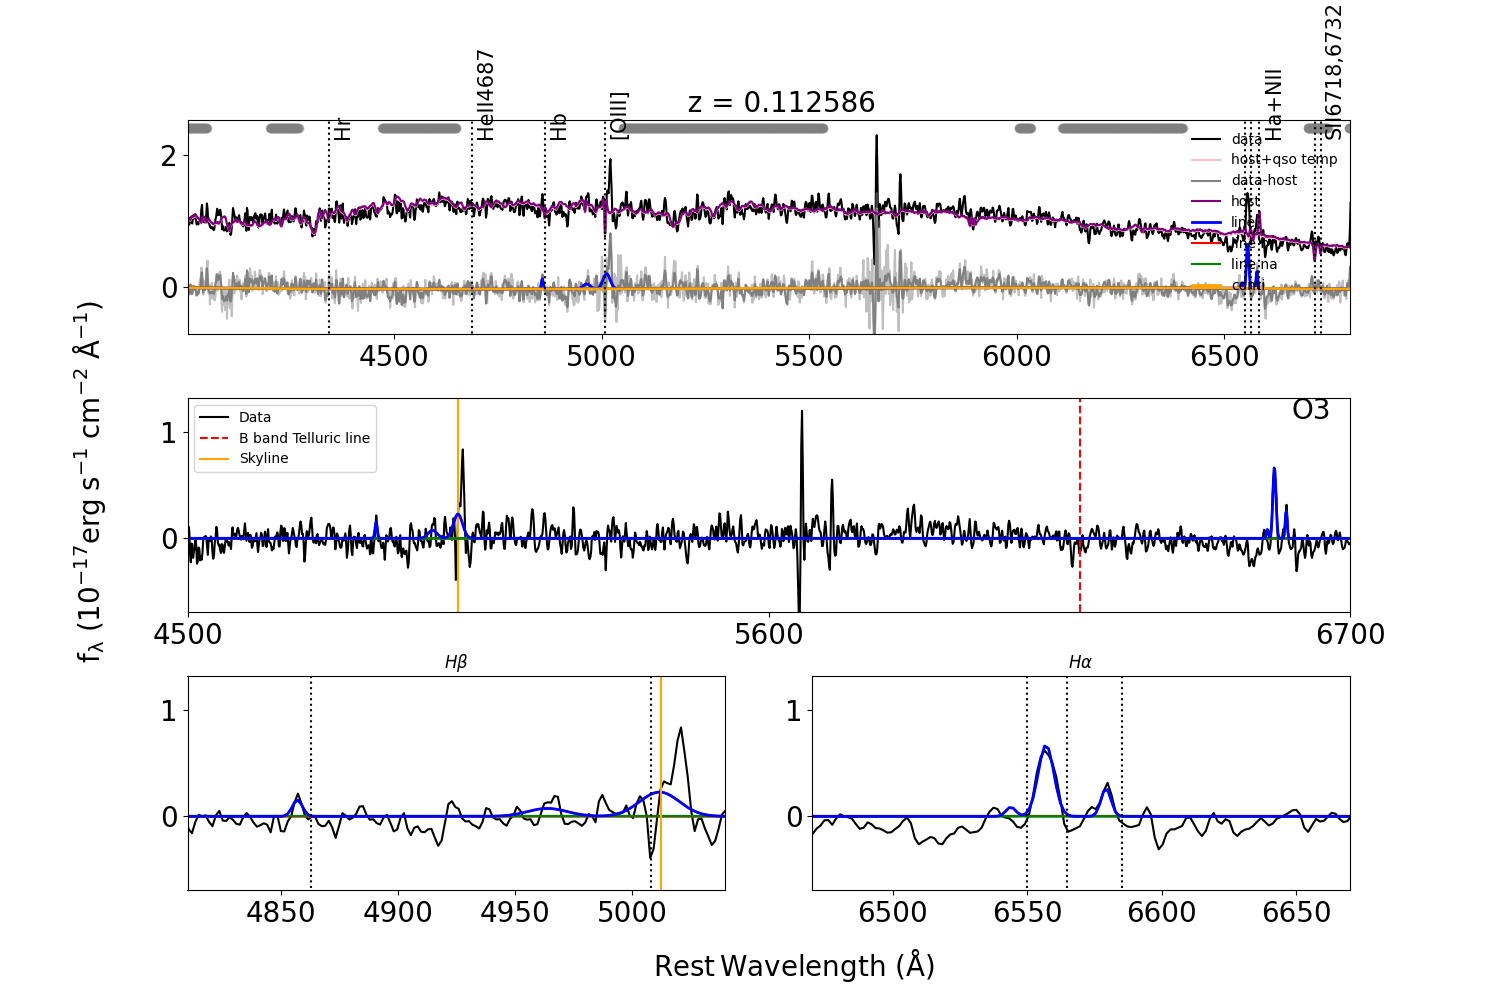 z = 0.112586
Hr
HeII4687
Hb
[OIII]
Ha+NII
SII6718,6732
data
host+qso temp
data-host
host
line
line na
conti
2
0
4500
5000
5500
6000
6500
O3
Data
B band Telluric line
Skyline
1
0
4500
5600
6700
fλ (10⁻¹⁷erg s⁻¹ cm⁻² Å⁻¹)
Hβ
1
0
4850
4900
4950
5000
Hα
1
0
6500
6550
6600
6650
Rest Wavelength (Å)